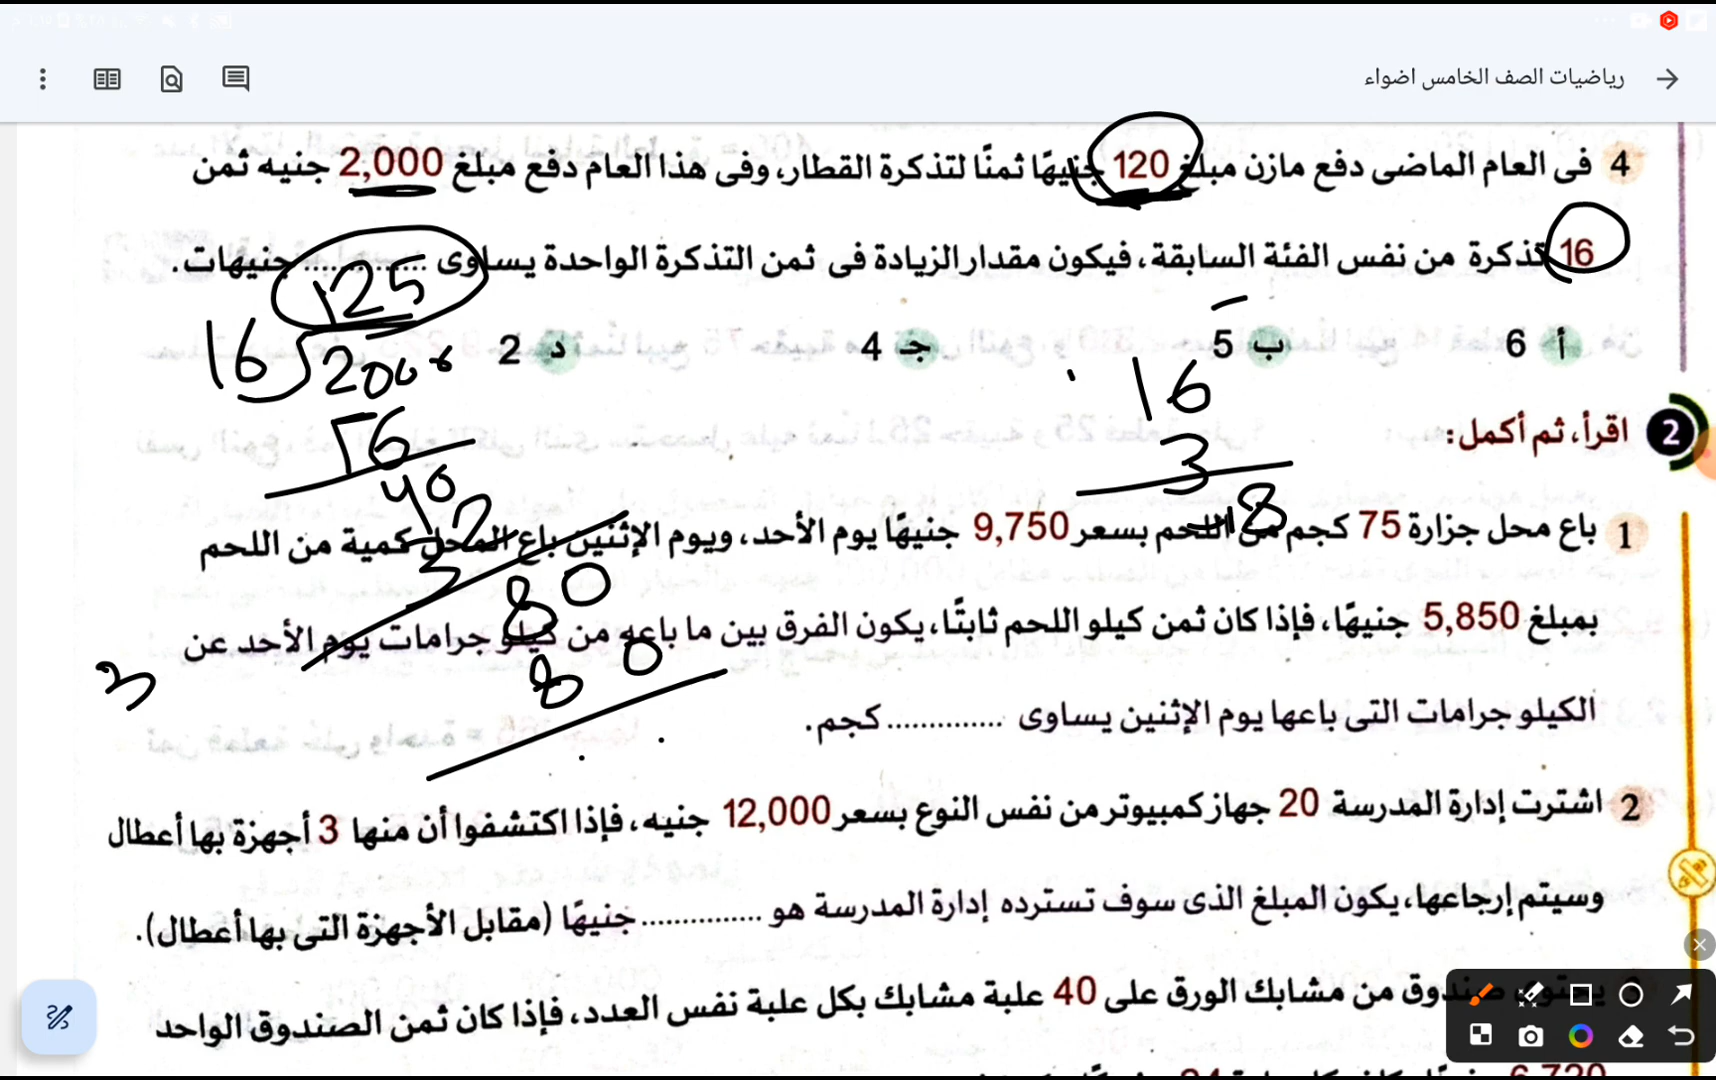 رياضيات الصف الخامس اضواء
4 فى العام الماضى دفع مازن مبلغ 120 جنيهًا ثمنًا لتذكرة القطار، وفى هذا العام دفع مبلغ 2,000 جنيه ثمن
16 تذكرة من نفس الفئة السابقة، فيكون مقدار الزيادة فى ثمن التذكرة الواحدة يساوى .............. جنيهات.
125
أ 6 ب 5 جـ 4 د 2
16 2000
16
16
3
2 اقرأ، ثم أكمل:
40
32
1 باع محل جزارة 75 كجم من اللحم بسعر 9,750 جنيهًا يوم الأحد، ويوم الإثنين باع المحل كمية من اللحم
80
بمبلغ 5,850 جنيهًا، فإذا كان ثمن كيلو اللحم ثابتًا، يكون الفرق بين ما باعه من كيلو جرامات يوم الأحد عن
80
3
الكيلو جرامات التى باعها يوم الإثنين يساوى .............. كجم.
2 اشترت إدارة المدرسة 20 جهاز كمبيوتر من نفس النوع بسعر 12,000 جنيه، فإذا اكتشفوا أن منها 3 أجهزة بها أعطال
وسيتم إرجاعها، يكون المبلغ الذى سوف تسترده إدارة المدرسة هو .............. جنيهًا (مقابل الأجهزة التى بها أعطال).
صندوق من مشابك الورق على 40 علبة مشابك بكل علبة نفس العدد، فإذا كان ثمن الصندوق الواحد